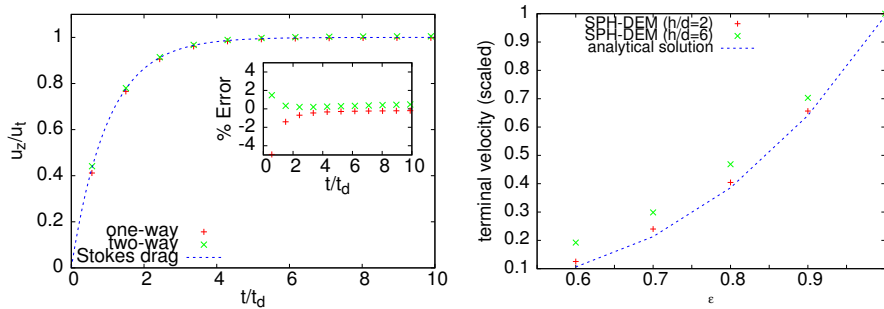 1
0.8
0.6
0.4
0.2
0
u_z/u_t
0 2 4 6 8 10
t/t_d
one-way
two-way
Stokes drag
4
2
0
-2
-4
% Error
0 2 4 6 8 10
t/t_d
1
0.9
0.8
0.7
0.6
0.5
0.4
0.3
0.2
0.1
terminal velocity (scaled)
0.6 0.7 0.8 0.9
ε
SPH-DEM (h/d=2)
SPH-DEM (h/d=6)
analytical solution